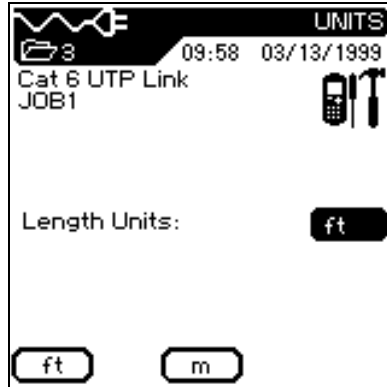 UNITS
3 09:58 03/13/1999
Cat 6 UTP Link
JOB1
Length Units: ft
ft m